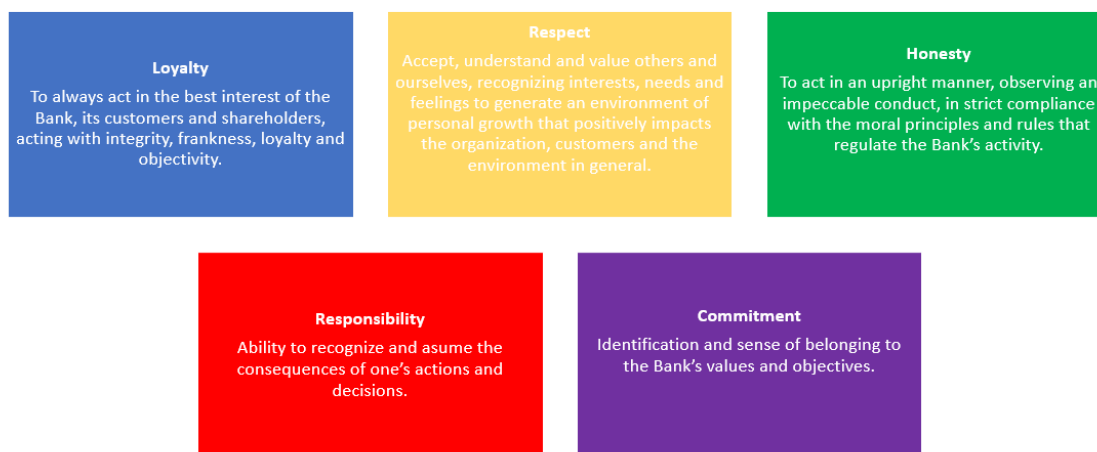 Loyalty
To always act in the best interest of the
Bank, its customers and shareholders,
acting with integrity, frankness, loyalty and
objectivity.
Respect
Accept, understand and value others and
ourselves, recognizing interests, needs and
feelings to generate an environment of
personal growth that positively impacts
the organization, customers and the
environment in general.
Honesty
To act in an upright manner, observing an
impeccable conduct, in strict compliance
with the moral principles and rules that
regulate the Bank's activity.
Responsibility
Ability to recognize and asume the
consequences of one's actions and
decisions.
Commitment
Identification and sense of belonging to
the Bank's values and objectives.